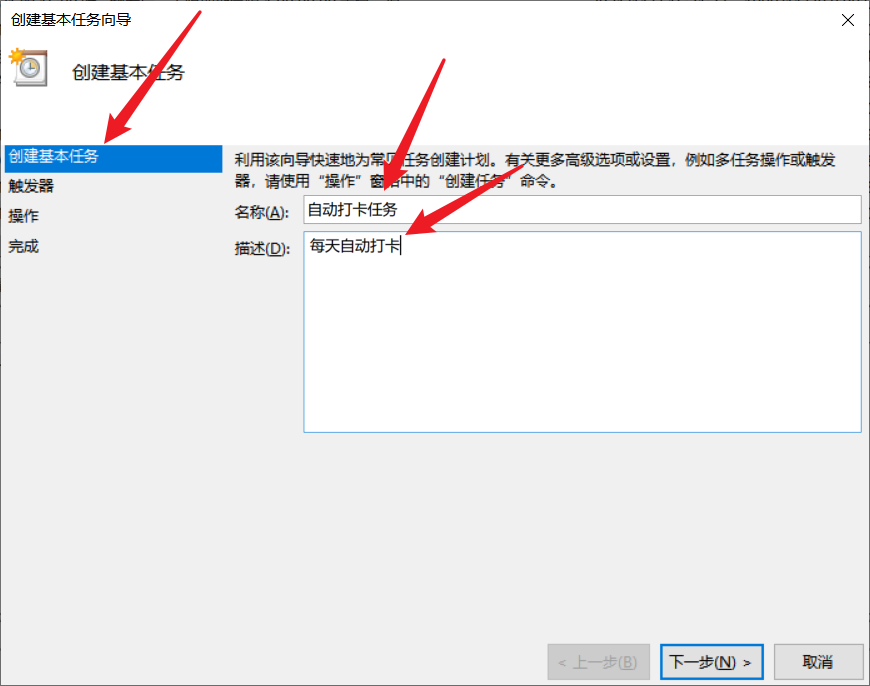 创建基本任务向导
创建基本任务
创建基本任务
利用该向导快速地为常见任务创建计划。有关更多高级选项或设置，例如多任务操作或触发
触发器
器，请使用“操作”窗格中的“创建任务”命令。
操作
名称(A):
自动打卡任务
完成
描述(D):
每天自动打卡
< 上一步(B)
下一步(N) >
取消